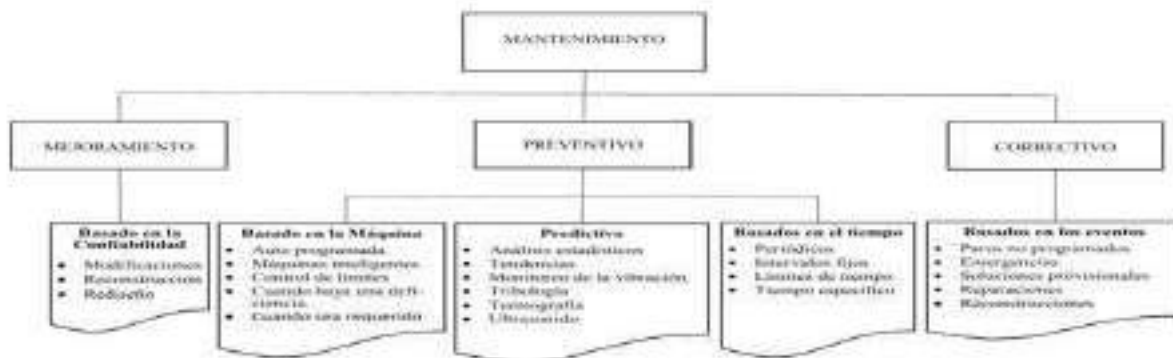 MANTENIMIENTO
MEJORAMIENTO
PREVENTIVO
CORRECTIVO
Basado en la
Confiabilidad
Modificaciones
Reconstrucción
Rediseño
Basado en la Máquina
Auto programada
Máquinas inteligentes
Control de límites
Cuando haya una defi-
ciencia
Cuando sea requerido
Predictivo
Análisis estadísticos
Tendencias
Monitoreo de la vibración
Tribología
Termografía
Ultrasonido
Basados en el tiempo
Periódicos
Intervalos fijos
Límites de tiempo
Tiempo específico
Basados en los eventos
Paros no programados
Emergencias
Soluciones provisionales
Reparaciones
Reconstrucciones